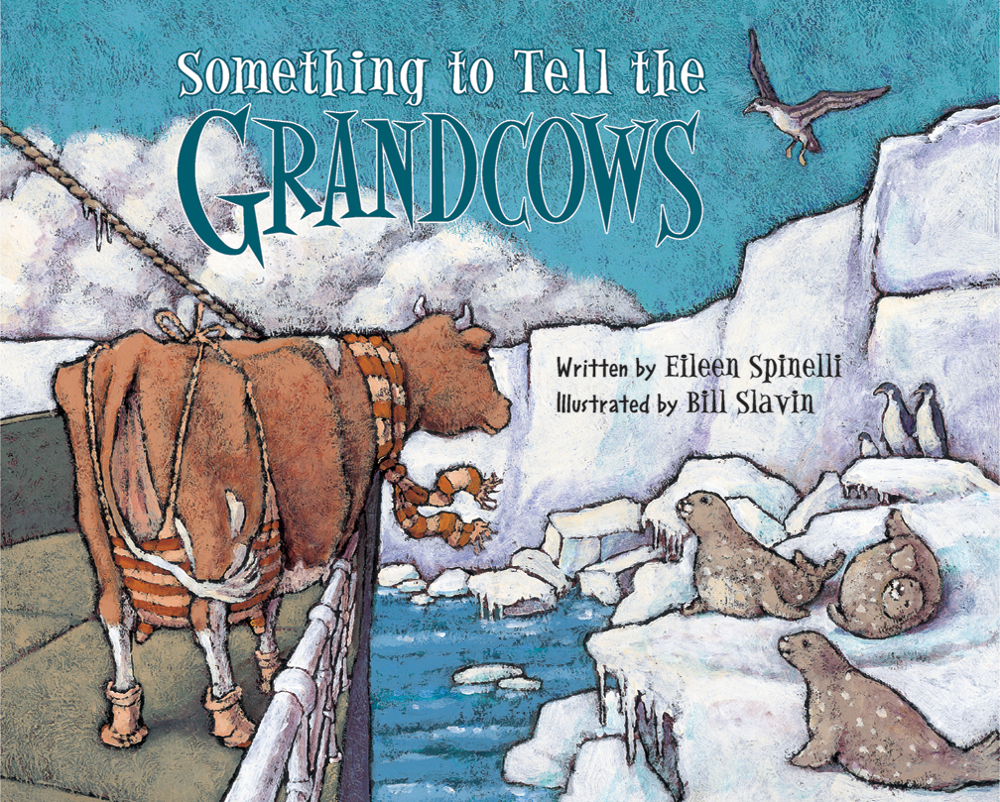 Something to Tell the
GRANDCOWS
Written by Eileen Spinelli
Illustrated by Bill Slavin